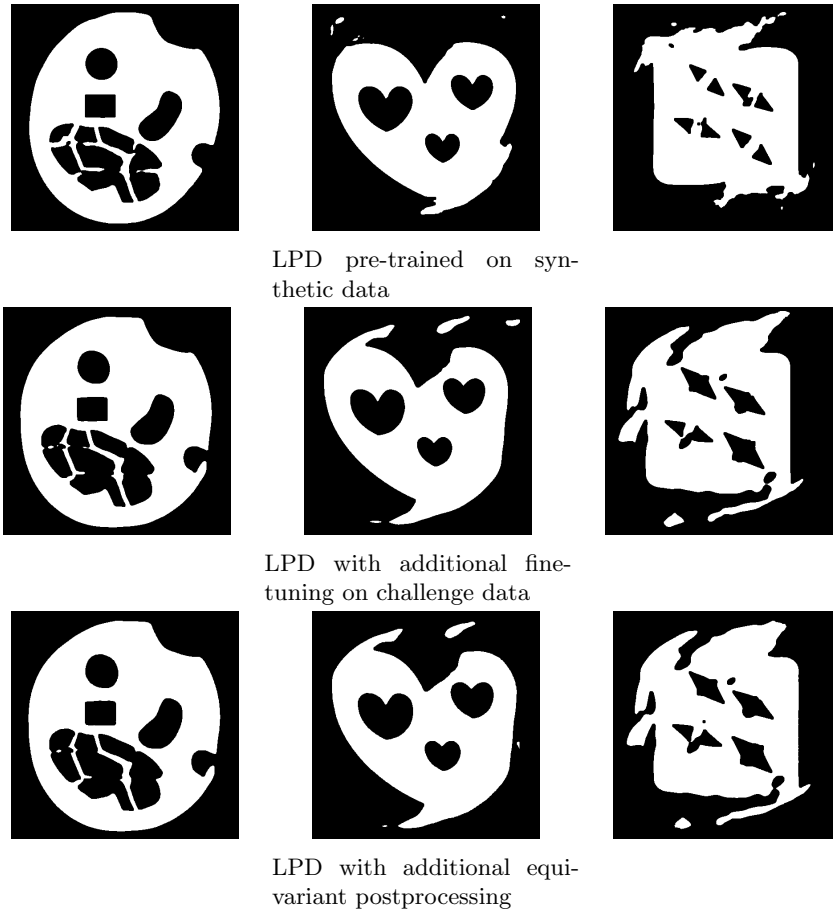 LPD pre-trained on syn-
thetic data
LPD with additional fine-
tuning on challenge data
LPD with additional equi-
variant postprocessing